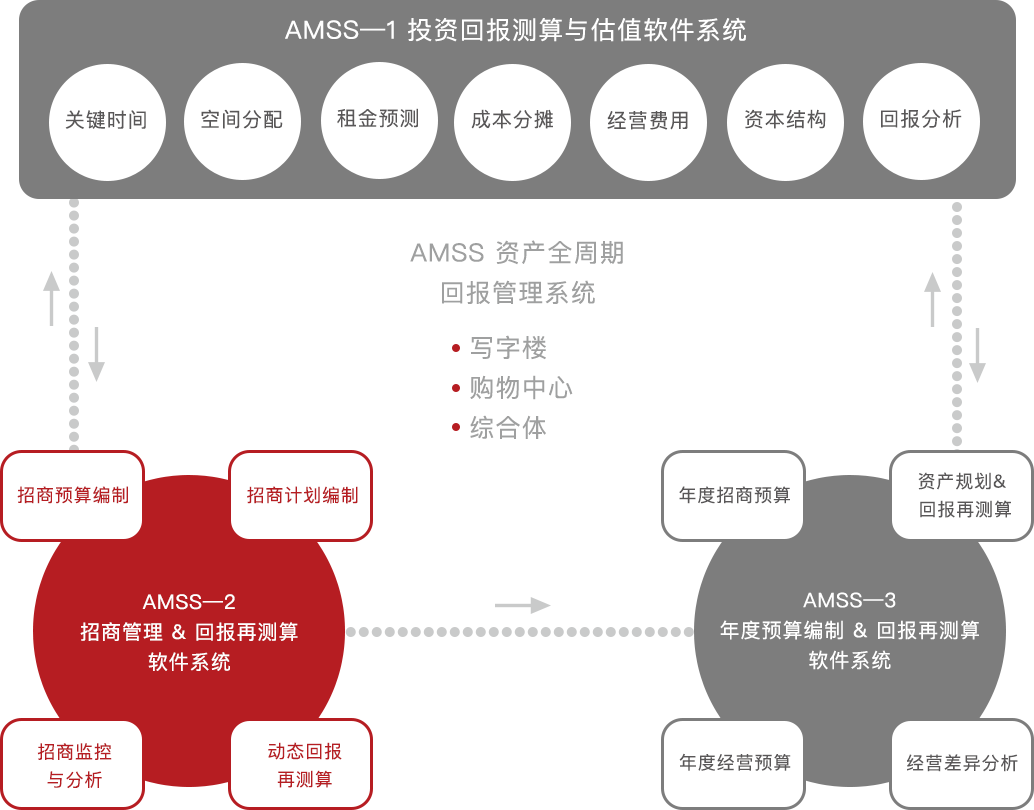 AMSS—1 投资回报测算与估值软件系统
关键时间
空间分配
租金预测
成本分摊
经营费用
资本结构
回报分析
AMSS 资产全周期
回报管理系统
• 写字楼
• 购物中心
• 综合体
招商预算编制
招商计划编制
AMSS—2
招商管理 & 回报再测算
软件系统
招商监控
与分析
动态回报
再测算
年度招商预算
资产规划&
回报再测算
AMSS—3
年度预算编制 & 回报再测算
软件系统
年度经营预算
经营差异分析